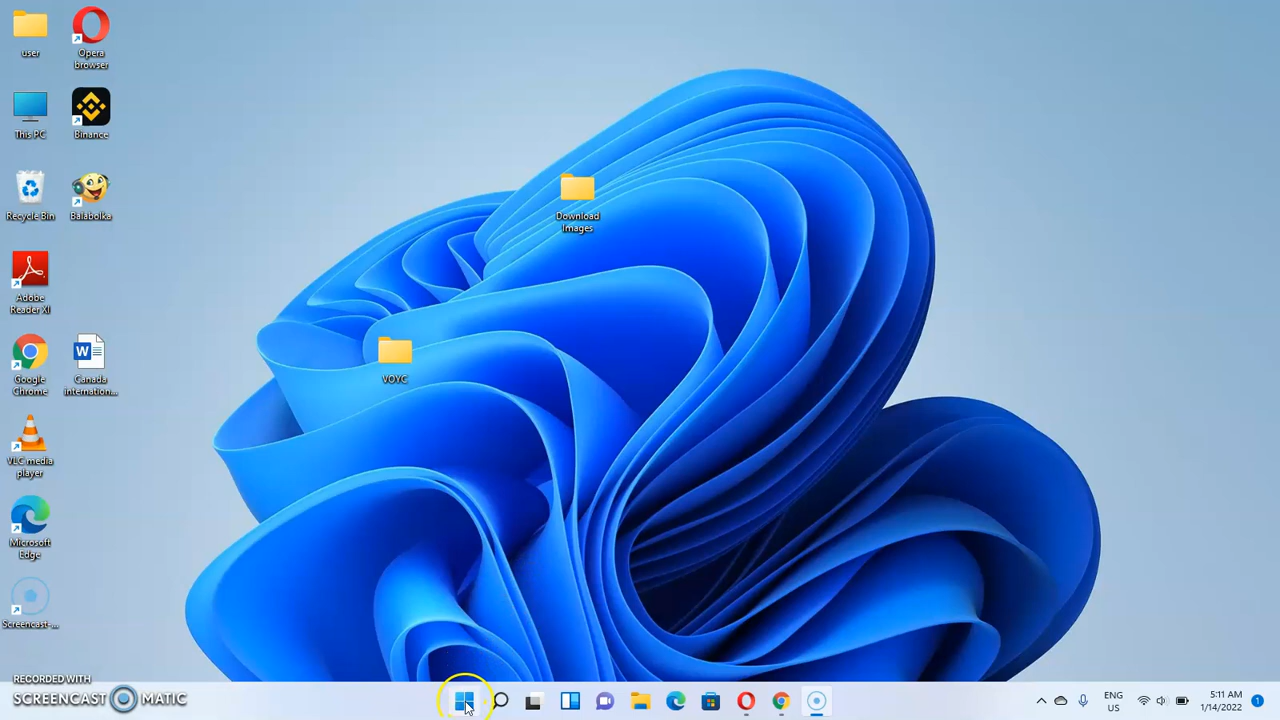 user
Opera
browser
This PC
Binance
Recycle Bin
Balabolka
Download
Images
Adobe
Reader XI
VOYC
Google
Chrome
Canada
internation...
VLC media
player
Microsoft
Edge
Screencast-...
RECORDED WITH
SCREENCAST MATIC
ENG
US
5:11 AM
1/14/2022
1